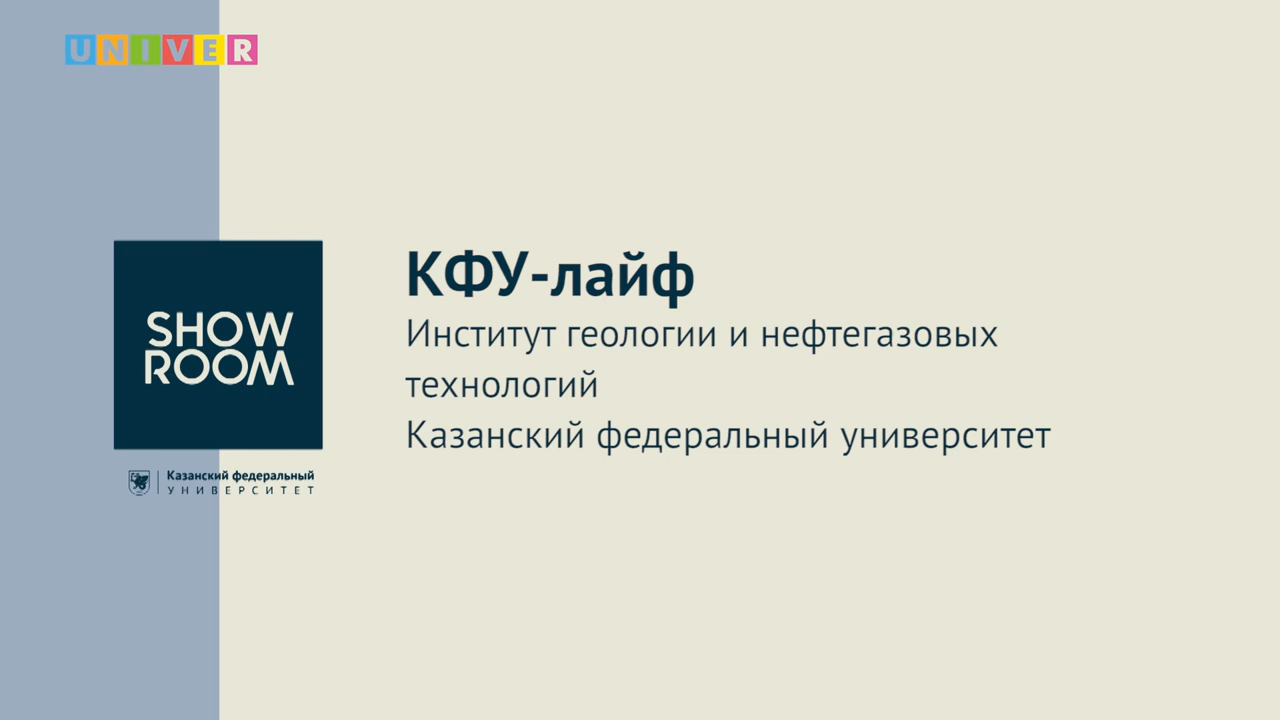 UNIVER
SHOW
ROOM
Казанский федеральный
УНИВЕРСИТЕТ
КФУ-лайф
Институт геологии и нефтегазовых
технологий
Казанский федеральный университет